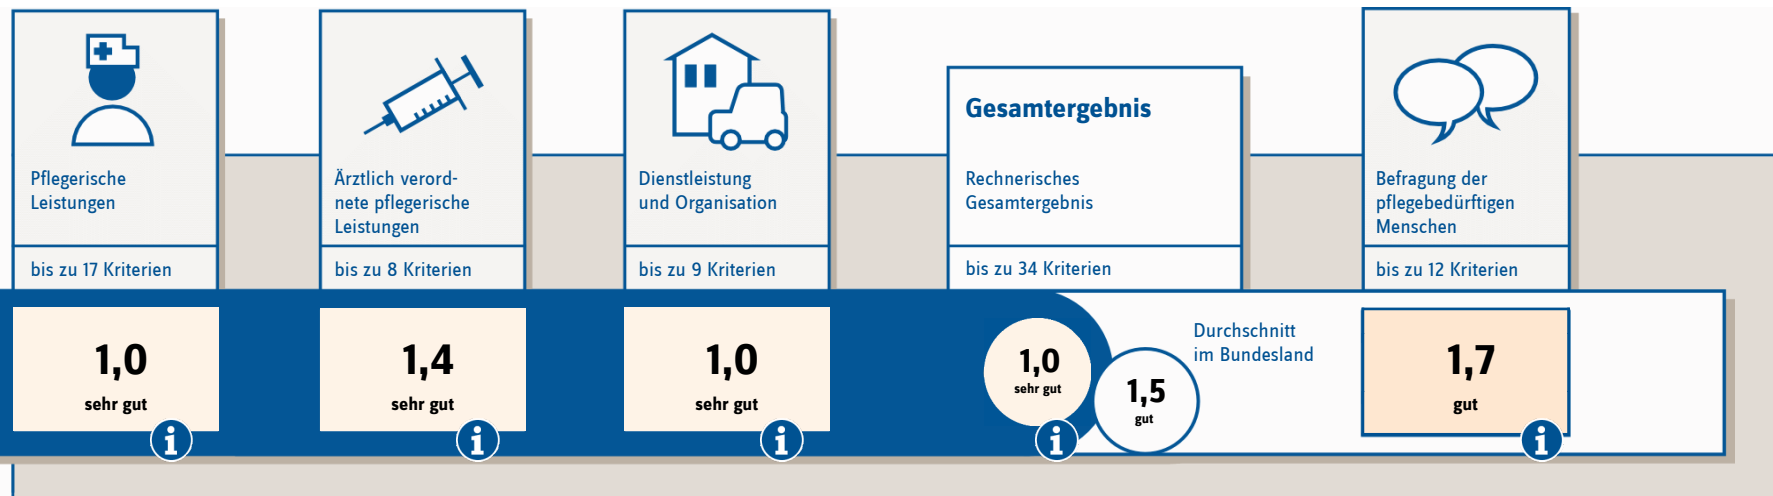 Pflegerische
Leistungen
bis zu 17 Kriterien
1,0
sehr gut
i
Ärztlich verord-
nete pflegerische
Leistungen
bis zu 8 Kriterien
1,4
sehr gut
i
Dienstleistung
und Organisation
bis zu 9 Kriterien
1,0
sehr gut
i
Gesamtergebnis
Rechnerisches
Gesamtergebnis
bis zu 34 Kriterien
1,0
sehr gut
i
1,5
gut
Durchschnitt
im Bundesland
Befragung der
pflegebedürftigen
Menschen
bis zu 12 Kriterien
1,7
gut
i